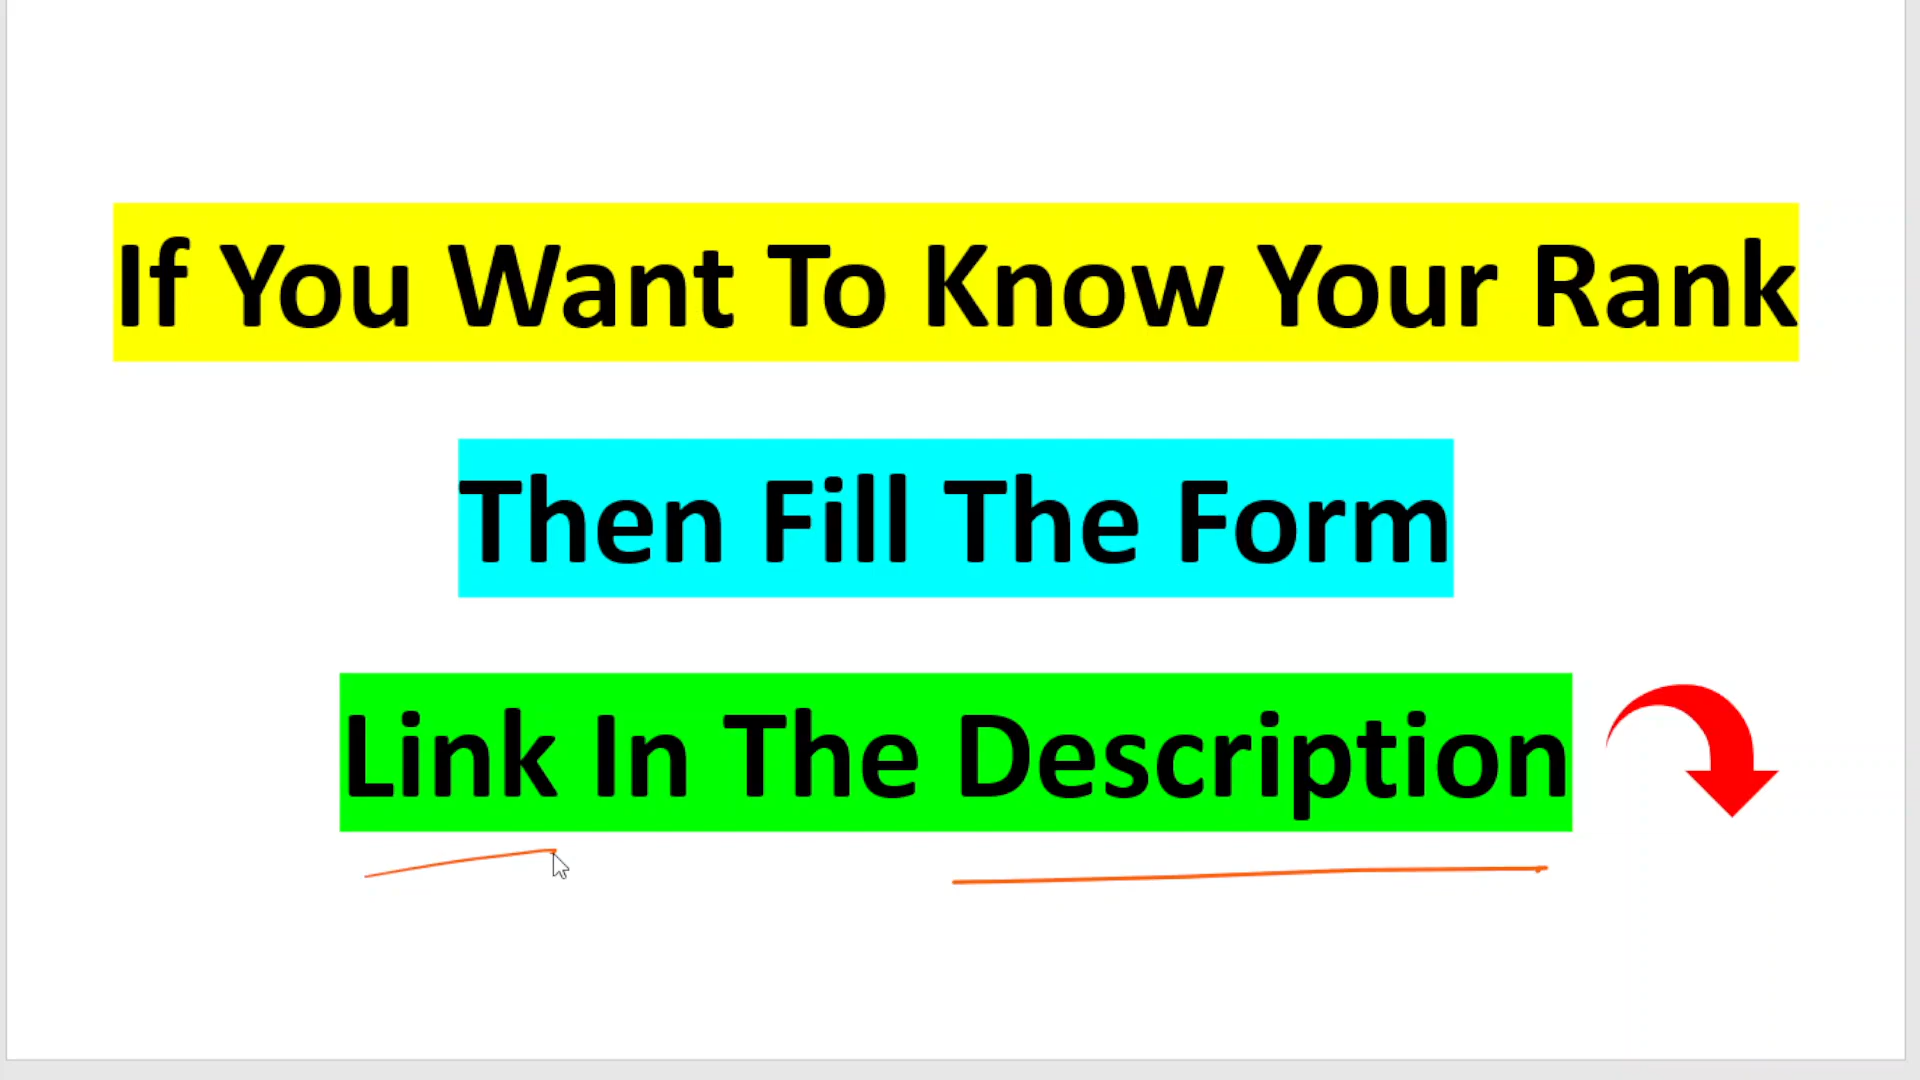 If You Want To Know Your Rank
Then Fill The Form
Link In The Description